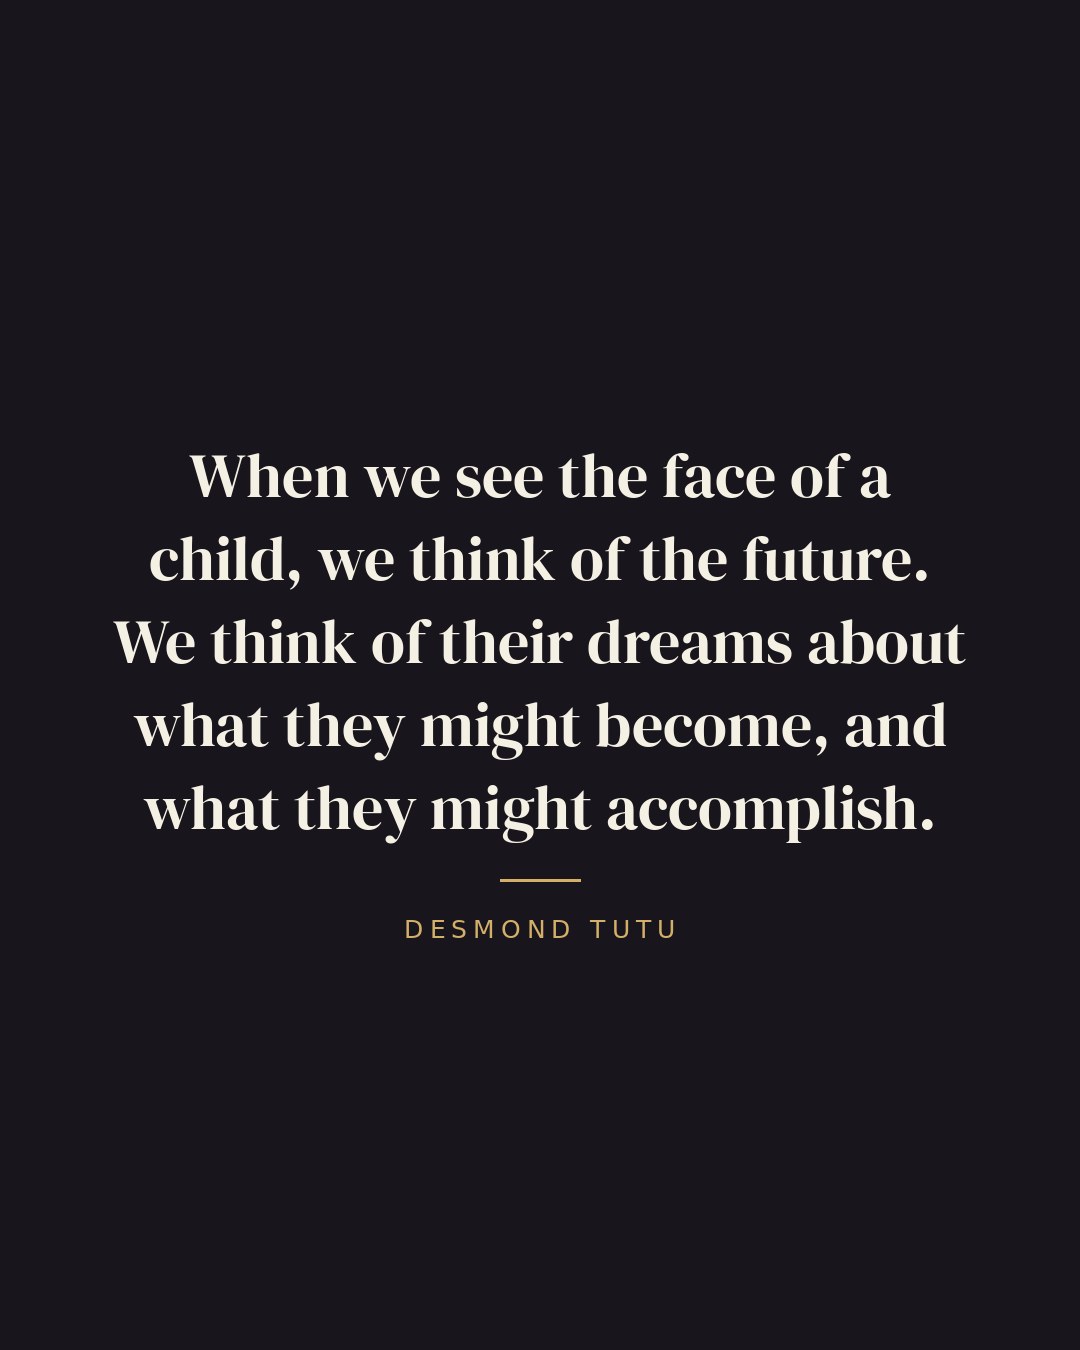 When we see the face of a
child, we think of the future.
We think of their dreams about
what they might become, and
what they might accomplish.
DESMOND TUTU